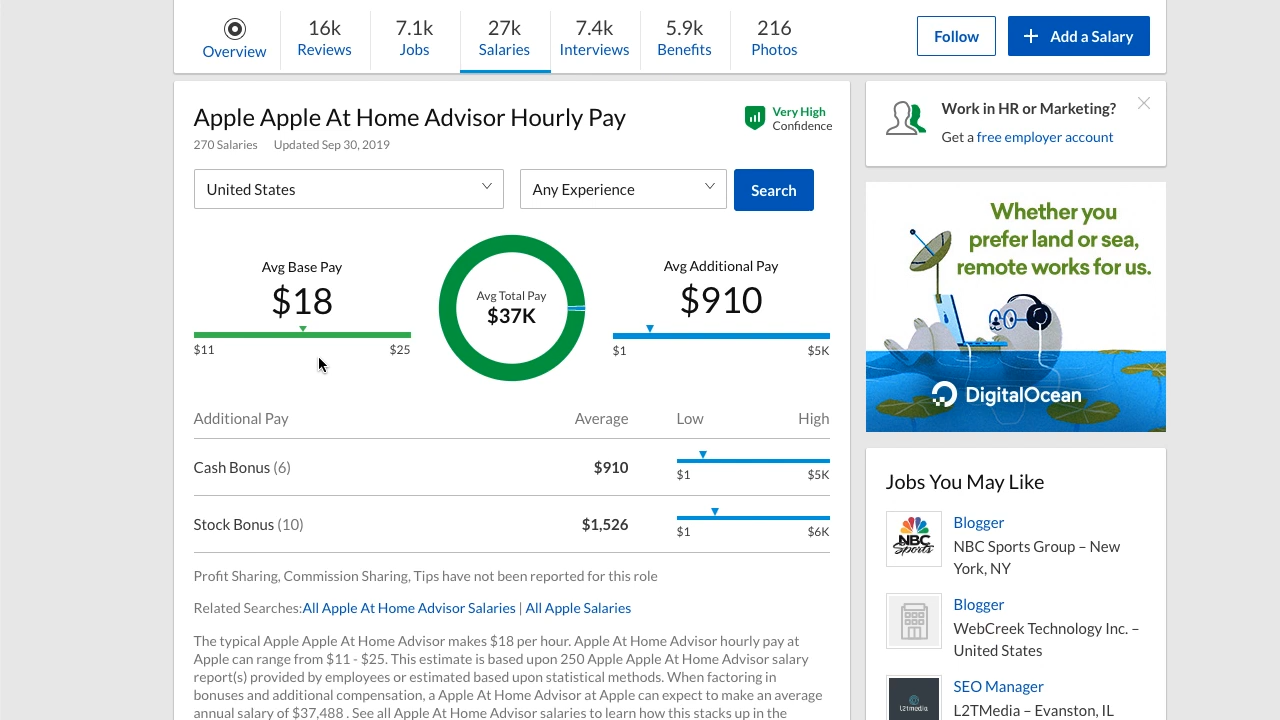 Overview
16k
Reviews
7.1k
Jobs
27k
Salaries
7.4k
Interviews
5.9k
Benefits
216
Photos
Follow
Add a Salary
Apple Apple At Home Advisor Hourly Pay
Very High
Confidence
270 Salaries Updated Sep 30, 2019
United States
Any Experience
Search
Avg Base Pay
$18
$11 $25
Avg Total Pay
$37K
Avg Additional Pay
$910
$1 $5K
Additional Pay Average Low High
Cash Bonus (6) $910
$1 $5K
Stock Bonus (10) $1,526
$1 $6K
Profit Sharing, Commission Sharing, Tips have not been reported for this role
Related Searches:All Apple At Home Advisor Salaries | All Apple Salaries
The typical Apple Apple At Home Advisor makes $18 per hour. Apple At Home Advisor hourly pay at
Apple can range from $11 - $25. This estimate is based upon 250 Apple Apple At Home Advisor salary
report(s) provided by employees or estimated based upon statistical methods. When factoring in
bonuses and additional compensation, a Apple At Home Advisor at Apple can expect to make an average
annual salary of $37,488 . See all Apple At Home Advisor salaries to learn how this stacks up in the
Work in HR or Marketing?
Get a free employer account
Whether you
prefer land or sea,
remote works for us.
DigitalOcean
Jobs You May Like
NBC
Sports
Blogger
NBC Sports Group – New
York, NY
Blogger
WebCreek Technology Inc. –
United States
SEO Manager
L2TMedia – Evanston, IL
l2tmedia